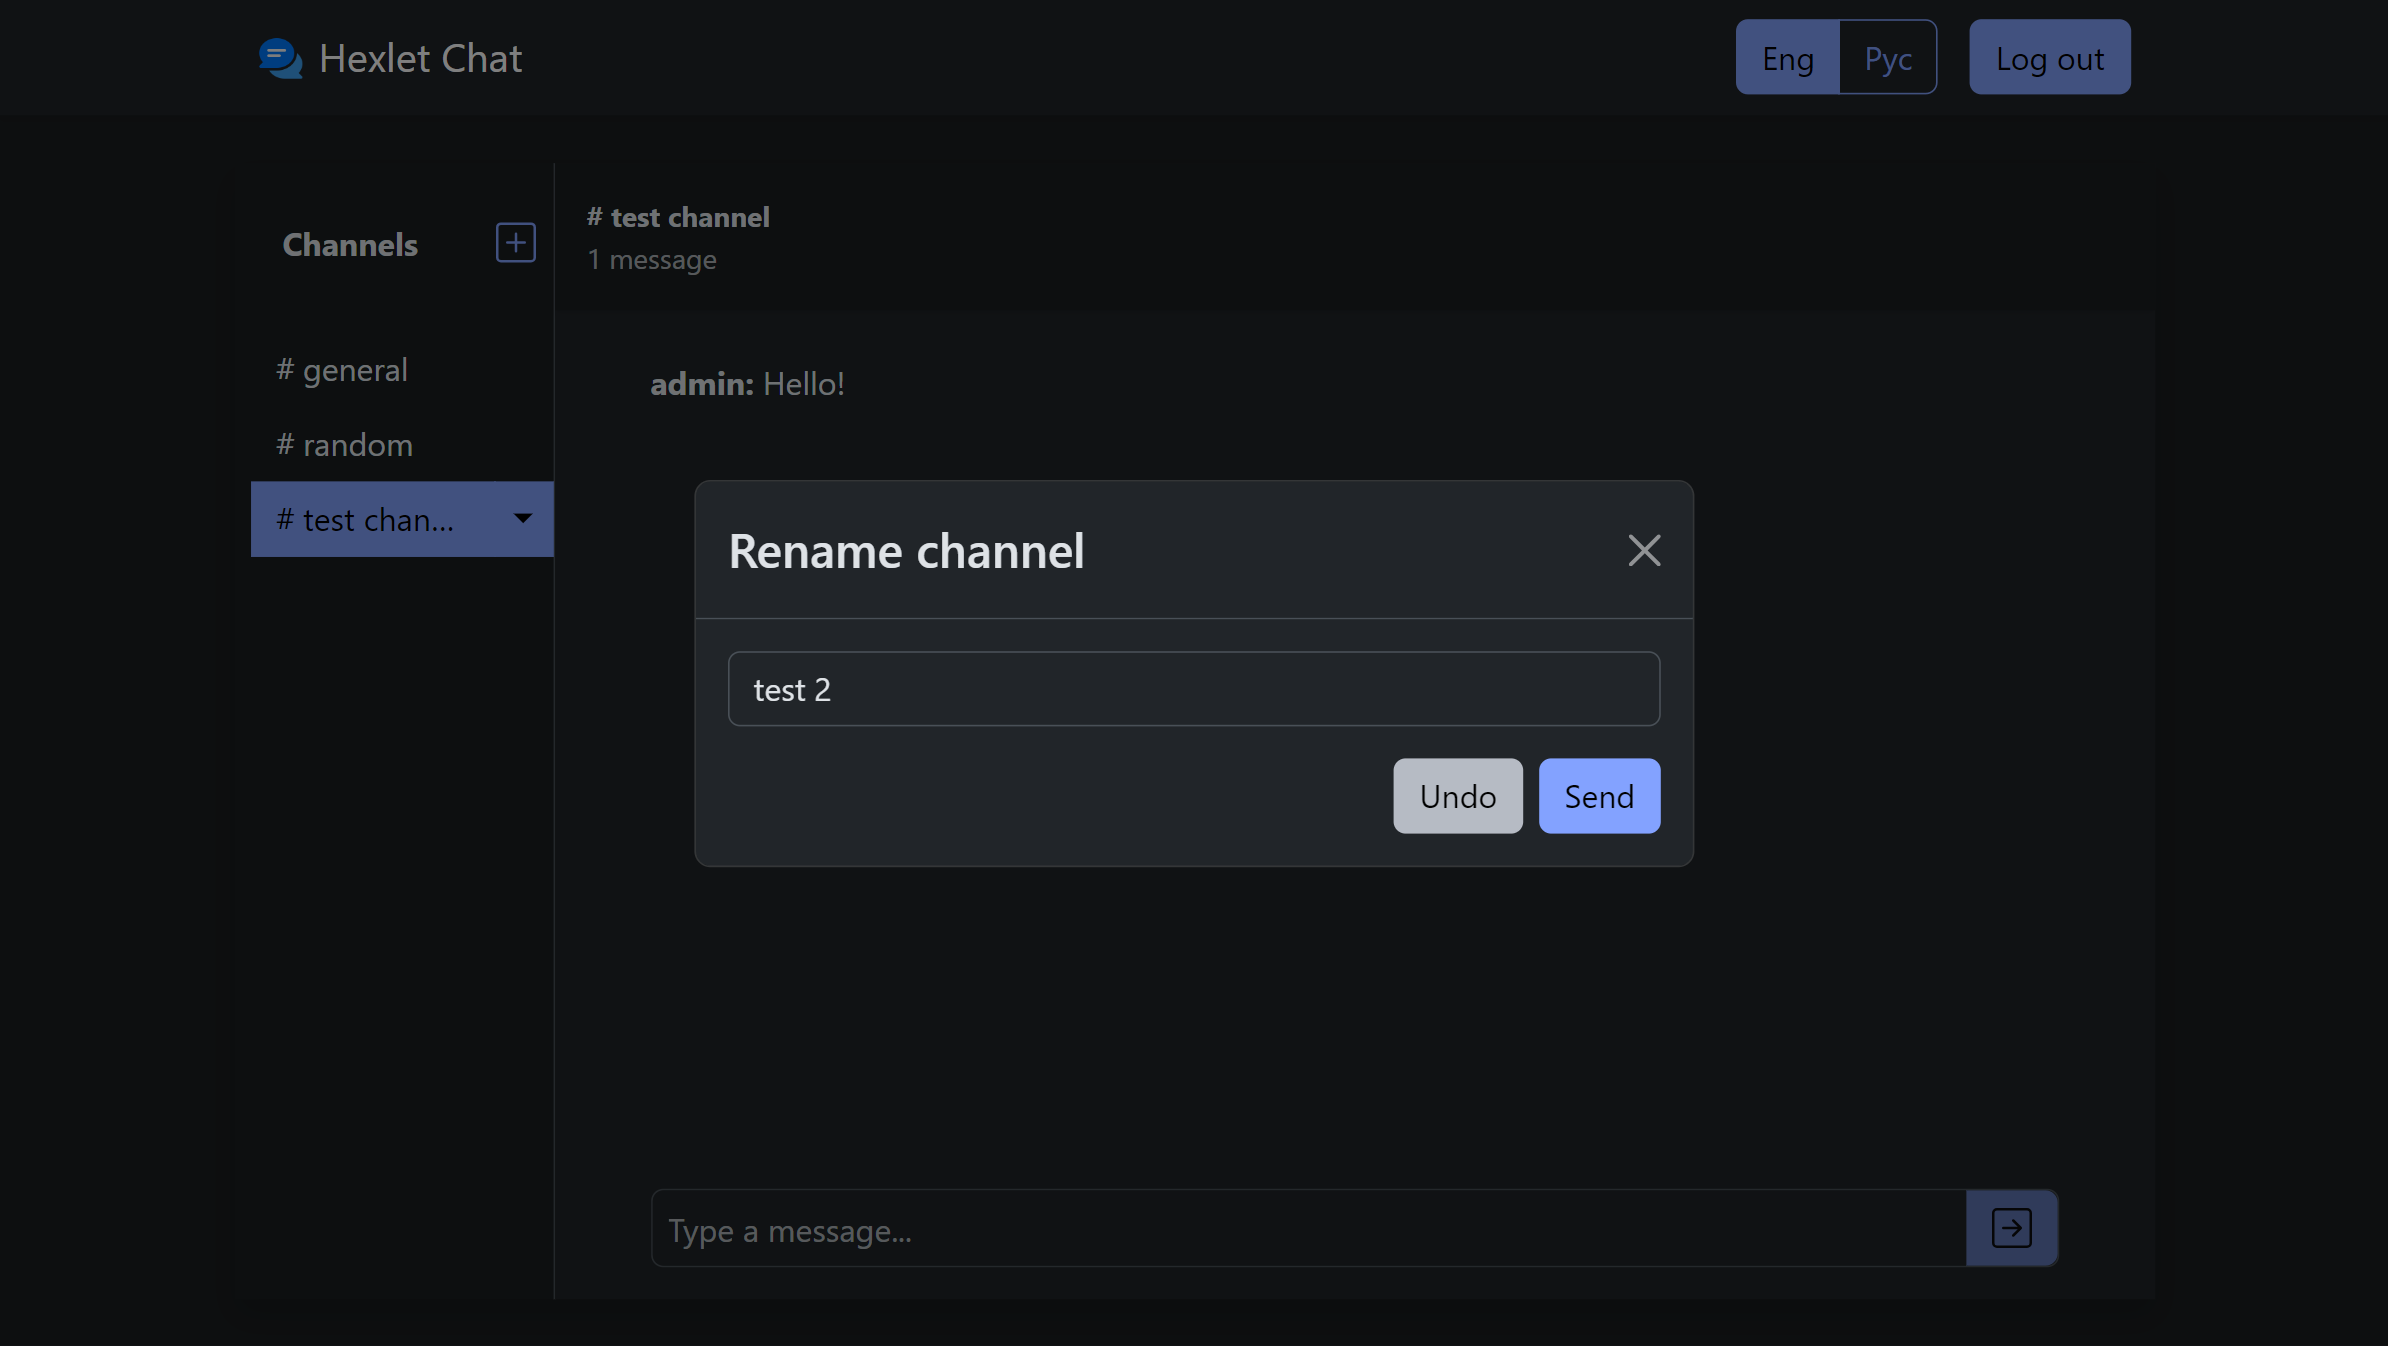 Hexlet Chat
Eng
Рус
Log out
Channels
# general
# random
# test chan...
# test channel
1 message
admin: Hello!
Rename channel
test 2
Undo
Send
Type a message...